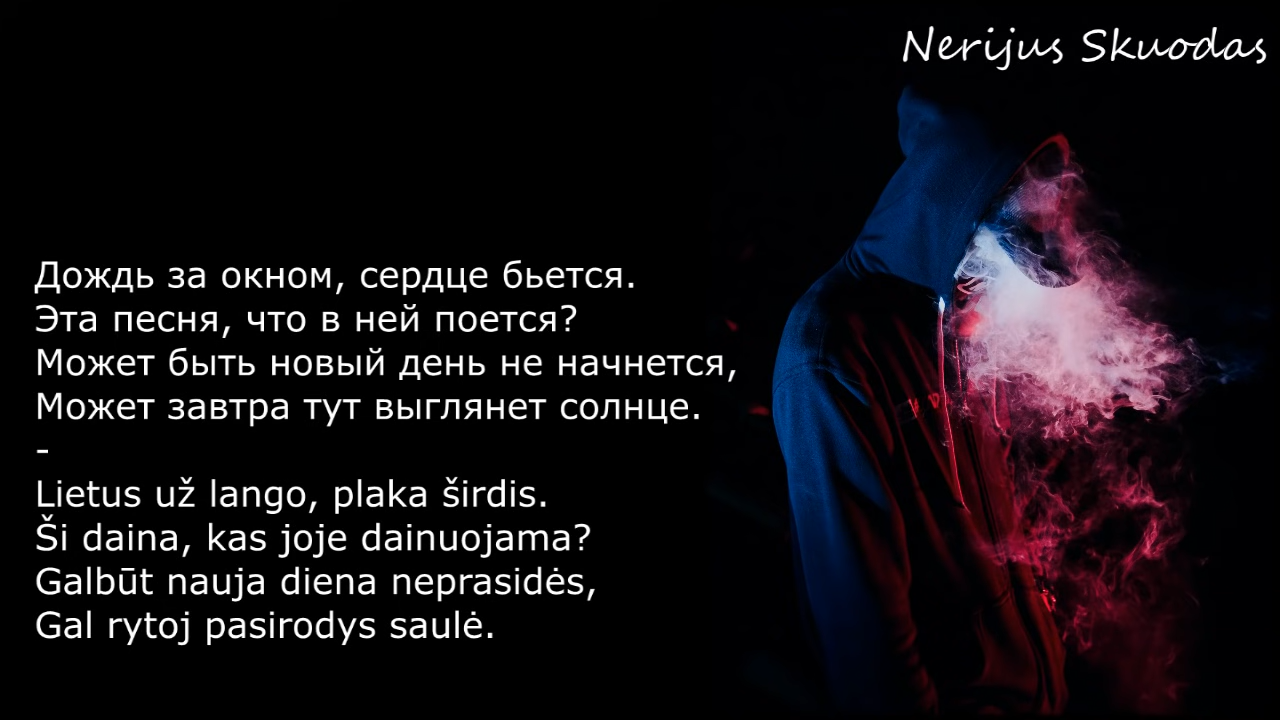 Nerijus Skuodas
Дождь за окном, сердце бьется.
Эта песня, что в ней поется?
Может быть новый день не начнется,
Может завтра тут выглянет солнце.
-
Lietus už lango, plaka širdis.
Ši daina, kas joje dainuojama?
Galbūt nauja diena neprasidės,
Gal rytoj pasirodys saulė.